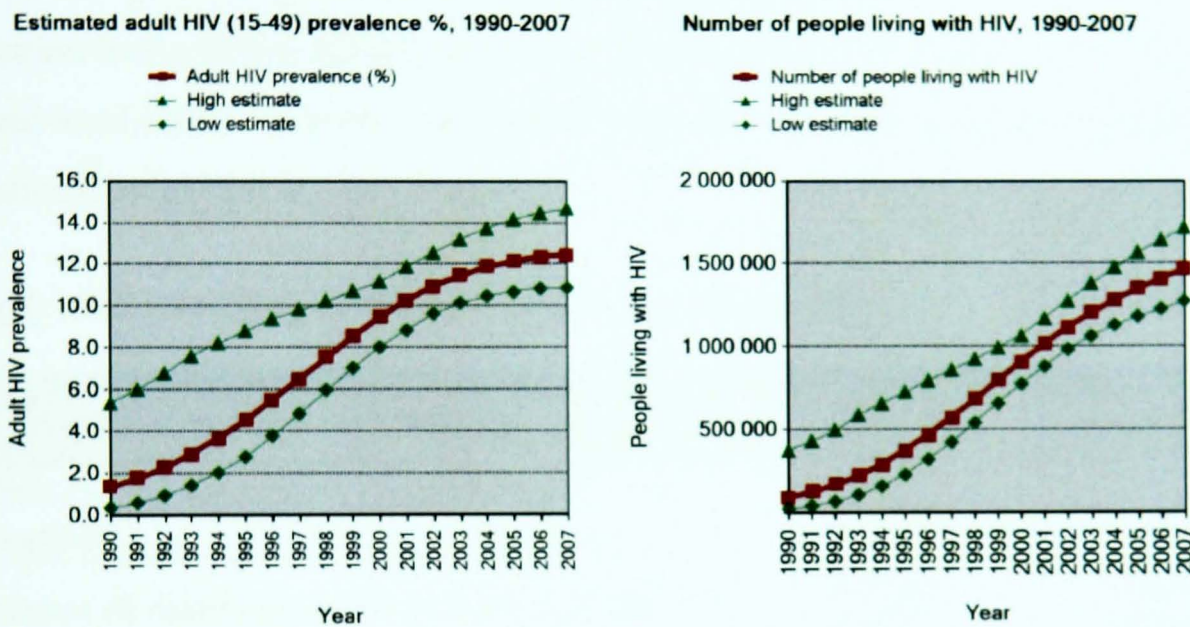 Estimated adult HIV (15-49) prevalence %, 1990-2007
Adult HIV prevalence (%)
High estimate
Low estimate
16.0
14.0
12.0
10.0
8.0
6.0
4.0
2.0
0.0
Adult HIV prevalence
1990 1991 1992 1993 1994 1995 1996 1997 1998 1999 2000 2001 2002 2003 2004 2005 2006 2007
Year
Number of people living with HIV, 1990-2007
Number of people living with HIV
High estimate
Low estimate
2 000 000
1 500 000
1 000 000
500 000
People living with HIV
1990 1991 1992 1993 1994 1995 1996 1997 1998 1999 2000 2001 2002 2003 2004 2005 2006 2007
Year